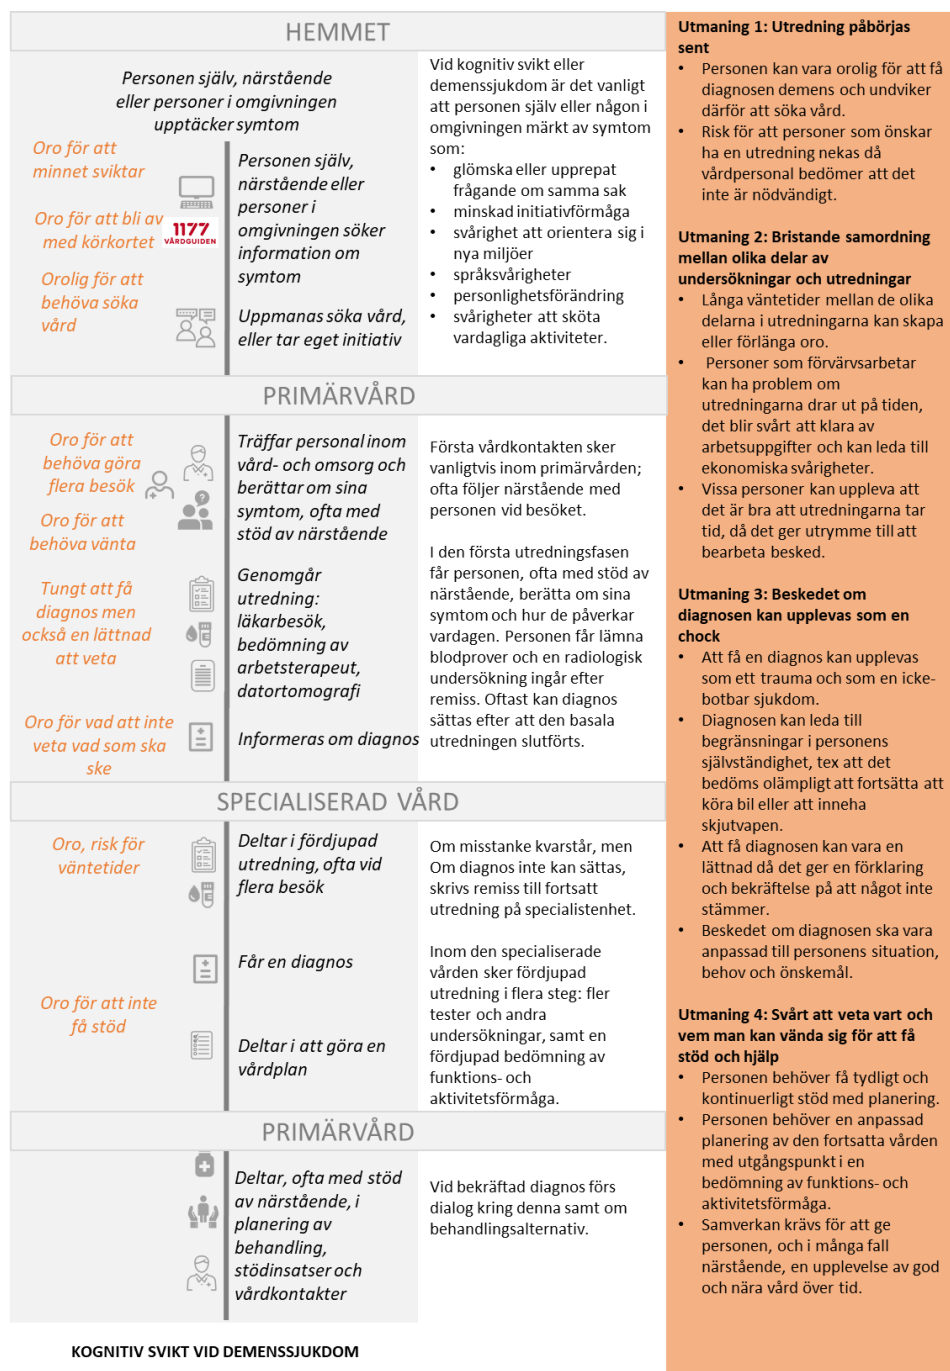 HEMMET
Personen själv, närstående
eller personer i omgivningen
upptäcker symtom
Oro för att
minnet sviktar
Oro för att bli av
med körkortet
1177
VÅRDGUIDEN
Orolig för att
behöva söka
vård
Personen själv,
närstående eller
personer i
omgivningen söker
information om
symtom
Uppmanas söka vård,
eller tar eget initiativ
Vid kognitiv svikt eller
demenssjukdom är det vanligt
att personen själv eller någon i
omgivningen märkt av symtom
som:
• glömska eller upprepat
frågande om samma sak
• minskad initiativförmåga
• svårighet att orientera sig i
nya miljöer
• språksvårigheter
• personlighetsförändring
• svårigheter att sköta
vardagliga aktiviteter.
PRIMÄRVÅRD
Oro för att
behöva göra
flera besök
Oro för att
behöva vänta
Tungt att få
diagnos men
också en lättnad
att veta
Oro för vad att inte
veta vad som ska
ske
Träffar personal inom
vård- och omsorg och
berättar om sina
symtom, ofta med
stöd av närstående
Genomgår
utredning:
läkarbesök,
bedömning av
arbetsterapeut,
datortomografi
Informeras om diagnos
Första vårdkontakten sker
vanligtvis inom primärvården;
ofta följer närstående med
personen vid besöket.
I den första utredningsfasen
får personen, ofta med stöd av
närstående, berätta om sina
symtom och hur de påverkar
vardagen. Personen får lämna
blodprover och en radiologisk
undersökning ingår efter
remiss. Oftast kan diagnos
sättas efter att den basala
utredningen slutförts.
SPECIALISERAD VÅRD
Oro, risk för
väntetider
Oro för att inte
få stöd
Deltar i fördjupad
utredning, ofta vid
flera besök
Får en diagnos
Deltar i att göra en
vårdplan
Om misstanke kvarstår, men
Om diagnos inte kan sättas,
skrivs remiss till fortsatt
utredning på specialistenhet.
Inom den specialiserade
vården sker fördjupad
utredning i flera steg: fler
tester och andra
undersökningar, samt en
fördjupad bedömning av
funktions- och
aktivitetsförmåga.
PRIMÄRVÅRD
Deltar, ofta med stöd
av närstående, i
planering av
behandling,
stödinsatser och
vårdkontakter
Vid bekräftad diagnos förs
dialog kring denna samt om
behandlingsalternativ.
KOGNITIV SVIKT VID DEMENSSJUKDOM
Utmaning 1: Utredning påbörjas
sent
• Personen kan vara orolig för att få
diagnosen demens och undviker
därför att söka vård.
• Risk för att personer som önskar
ha en utredning nekas då
vårdpersonal bedömer att det
inte är nödvändigt.
Utmaning 2: Bristande samordning
mellan olika delar av
undersökningar och utredningar
• Långa väntetider mellan de olika
delarna i utredningarna kan skapa
eller förlänga oro.
• Personer som förvärvsarbetar
kan ha problem om
utredningarna drar ut på tiden,
det blir svårt att klara av
arbetsuppgifter och kan leda till
ekonomiska svårigheter.
• Vissa personer kan uppleva att
det är bra att utredningarna tar
tid, då det ger utrymme till att
bearbeta besked.
Utmaning 3: Beskedet om
diagnosen kan upplevas som en
chock
• Att få en diagnos kan upplevas
som ett trauma och som en icke-
botbar sjukdom.
• Diagnosen kan leda till
begränsningar i personens
självständighet, tex att det
bedöms olämpligt att fortsätta att
köra bil eller att inneha
skjutvapen.
• Att få diagnosen kan vara en
lättnad då det ger en förklaring
och bekräftelse på att något inte
stämmer.
• Beskedet om diagnosen ska vara
anpassad till personens situation,
behov och önskemål.
Utmaning 4: Svårt att veta vart och
vem man kan vända sig för att få
stöd och hjälp
• Personen behöver få tydligt och
kontinuerligt stöd med planering.
• Personen behöver en anpassad
planering av den fortsatta vården
med utgångspunkt i en
bedömning av funktions- och
aktivitetsförmåga.
• Samverkan krävs för att ge
personen, och i många fall
närstående, en upplevelse av god
och nära vård över tid.